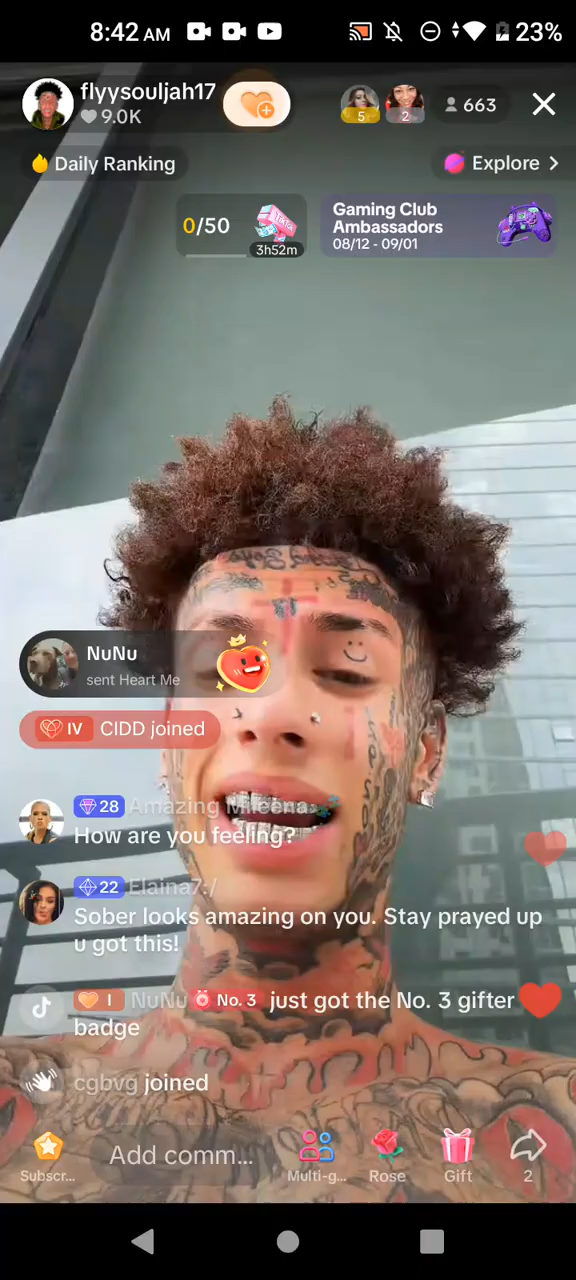 8:42 AM
23%
flyysouljah17
9.0K
5
2
663
Daily Ranking
Explore >
0/50
TikTok
3h52m
Gaming Club
Ambassadors
08/12 - 09/01
NuNu
sent Heart Me
IV CIDD joined
28 Amazing Mileena
How are you feeling?
22 Elaina7:/
Sober looks amazing on you. Stay prayed up
u got this!
I NuNu No. 3 just got the No. 3 gifter
badge
cgbvg joined
Subscr...
Add comm...
Multi-g...
Rose
Gift
2